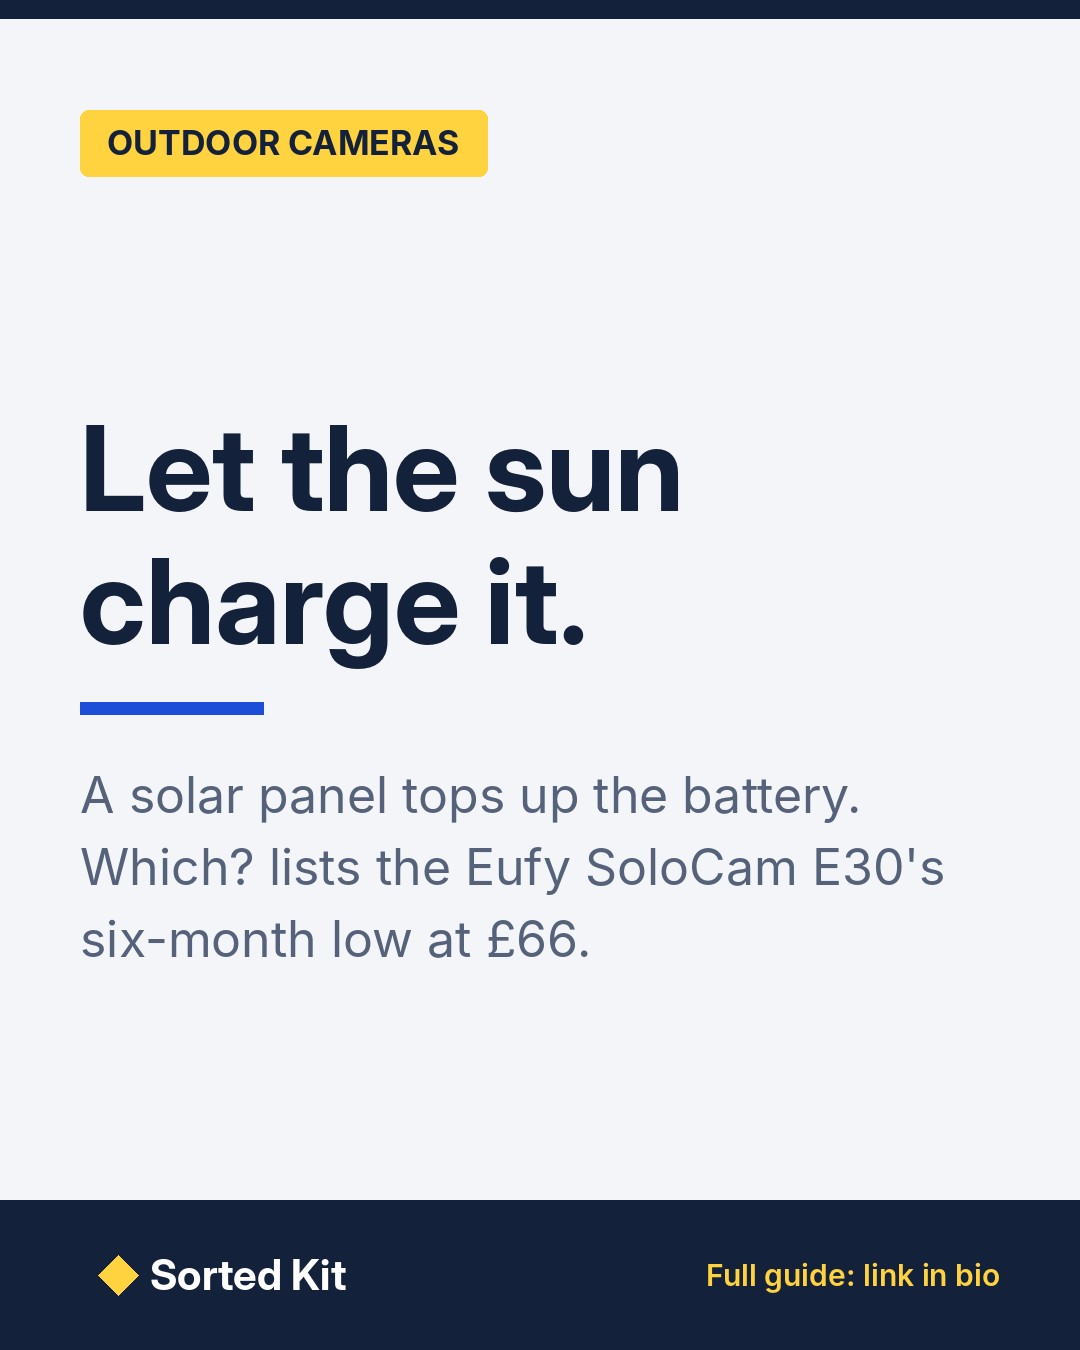 OUTDOOR CAMERAS
Let the sun
charge it.
A solar panel tops up the battery.
Which? lists the Eufy SoloCam E30's
six-month low at £66.
Sorted Kit
Full guide: link in bio